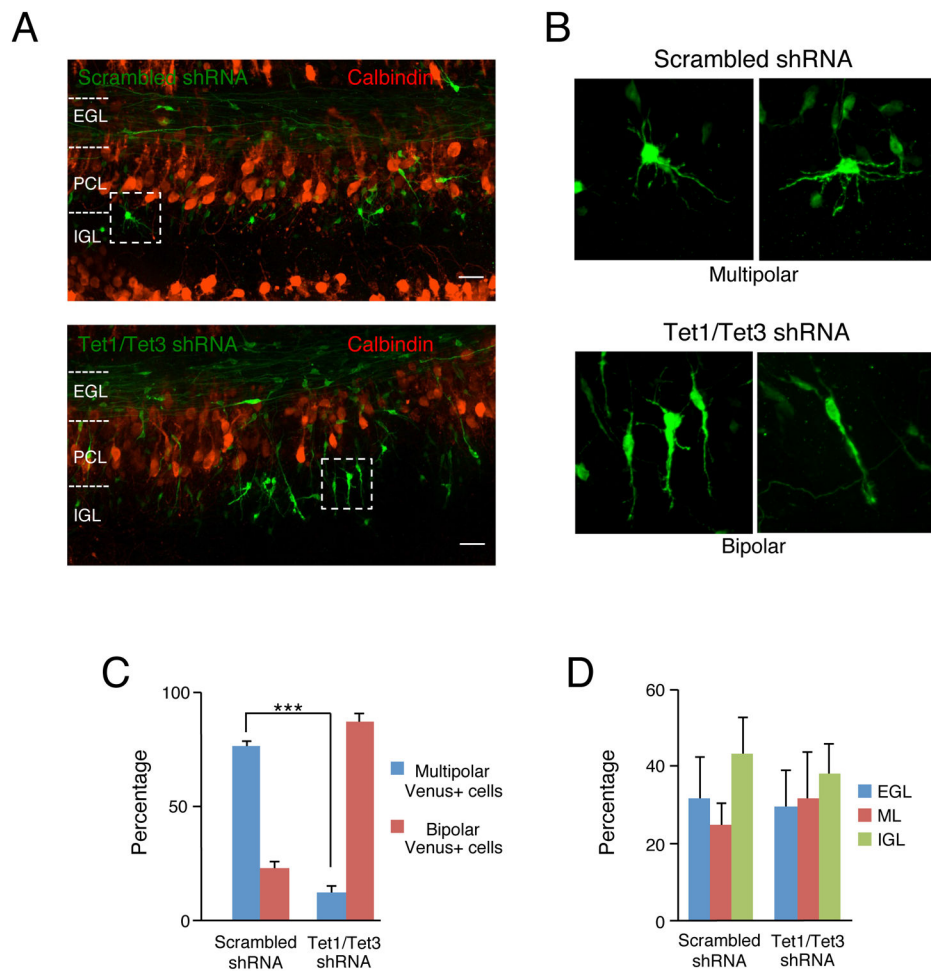 A
Scrambled shRNA Calbindin
EGL
PCL
IGL
Tet1/Tet3 shRNA Calbindin
EGL
PCL
IGL
B
Scrambled shRNA
Multipolar
Tet1/Tet3 shRNA
Bipolar
C
Percentage
100
50
0
***
Scrambled
shRNA
Tet1/Tet3
shRNA
Multipolar
Venus+ cells
Bipolar
Venus+ cells
D
Percentage
60
40
20
0
Scrambled
shRNA
Tet1/Tet3
shRNA
EGL
ML
IGL